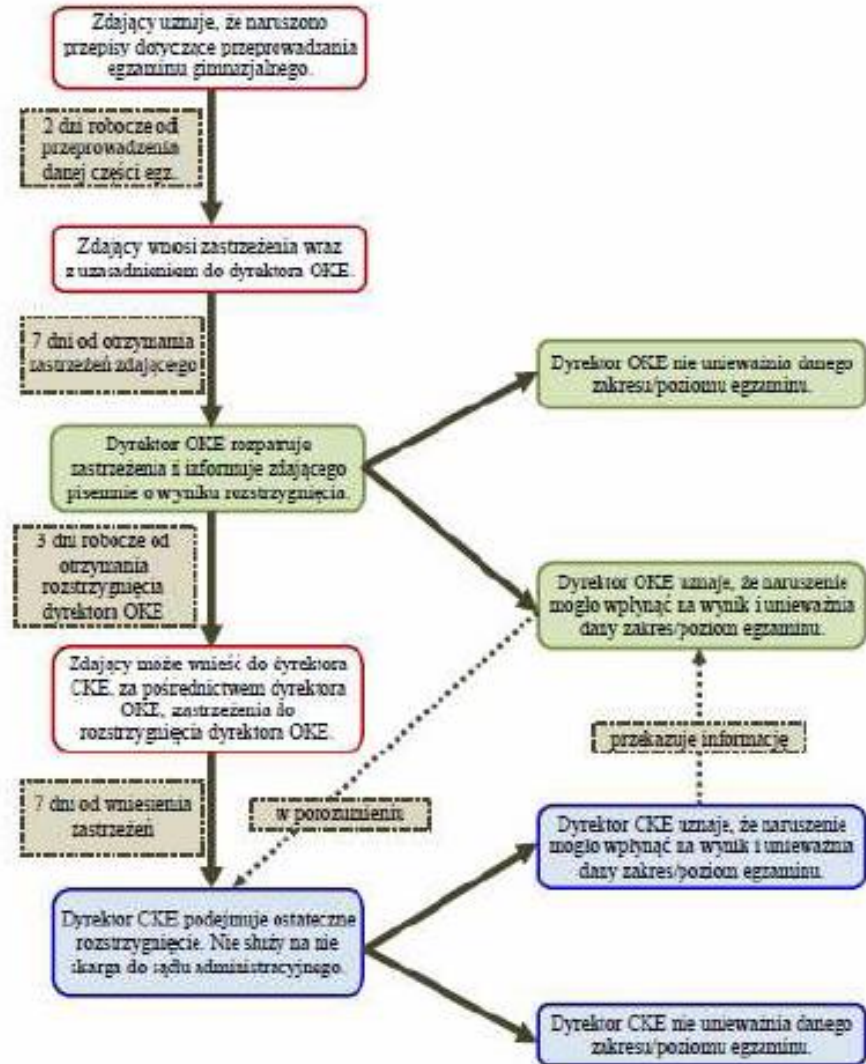 Zdający uznaje, że naruszono
przepisy dotyczące przeprowadzania
egzaminu gimnazjalnego.
2 dni robocze od
przeprowadzenia
danej części egz.
Zdający wnosi zastrzeżenia wraz
z uzasadnieniem do dyrektora OKE.
7 dni od otrzymania
zastrzeżeń zdającego
Dyrektor OKE rozpatruje
zastrzeżenia i informuje zdającego
pisemnie o wyniku rozstrzygnięcia.
Dyrektor OKE nie unieważnia danego
zakresu/poziomu egzaminu.
3 dni robocze od
otrzymania
rozstrzygnięcia
dyrektora OKE
Dyrektor OKE uznaje, że naruszenie
mogło wpłynąć na wynik i unieważnia
dany zakres/poziom egzaminu.
Zdający może wnieść do dyrektora
CKE, za pośrednictwem dyrektora
OKE, zastrzeżenia do
rozstrzygnięcia dyrektora OKE.
przekazuje informację
7 dni od wniesienia
zastrzeżeń
w porozumieniu
Dyrektor CKE uznaje, że naruszenie
mogło wpłynąć na wynik i unieważnia
dany zakres/poziom egzaminu.
Dyrektor CKE podejmuje ostateczne
rozstrzygnięcie. Nie służy na nie
skarga do sądu administracyjnego.
Dyrektor CKE nie unieważnia danego
zakresu/poziomu egzaminu.